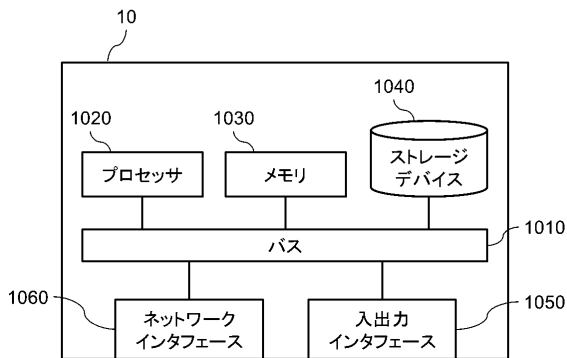 10
1020
1030
1040
プロセッサ
メモリ
ストレージ
デバイス
バス
1010
1060
ネットワーク
インタフェース
入出力
インタフェース
1050